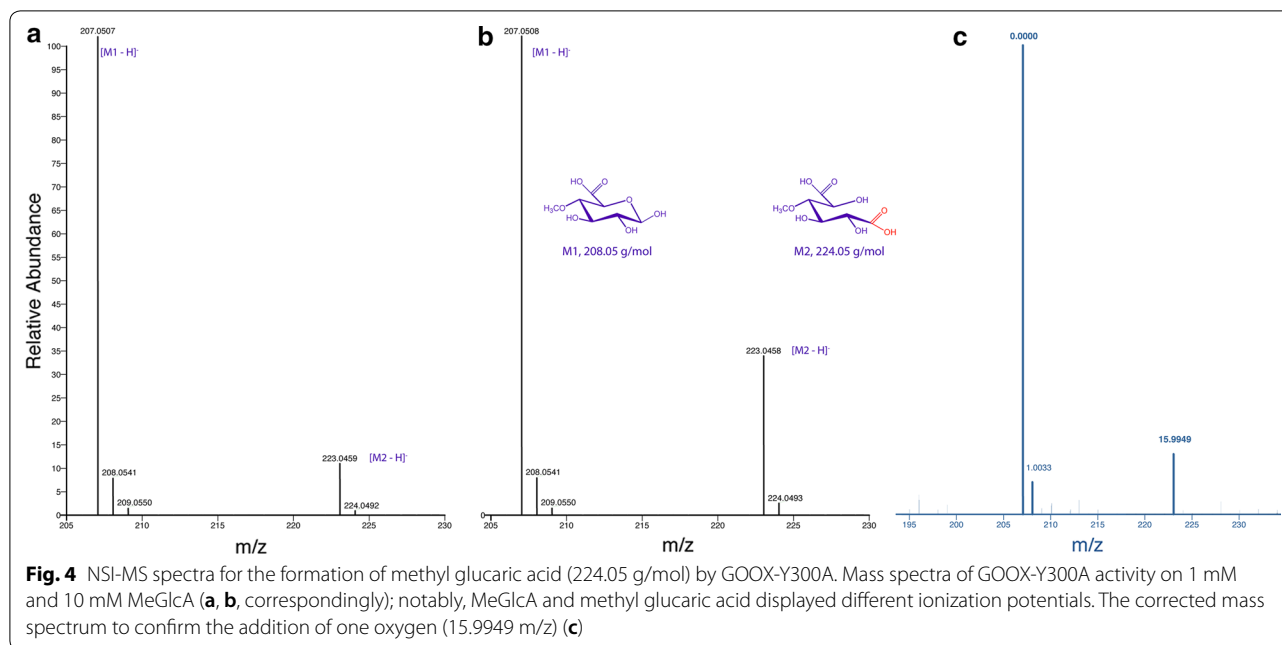 a
207.0507
[M1 - H]-
100
95
90
85
80
75
70
65
60
55
50
45
40
35
30
25
20
15
10
5
0
Relative Abundance
208.0541
209.0550
223.0459
[M2 - H]-
224.0492
205
210
215
220
225
230
m/z
b
207.0508
[M1 - H]-
HO
O
O
H3CO
HO
OH
OH
M1, 208.05 g/mol
HO
O
OH
H3CO
O
HO
OH
OH
M2, 224.05 g/mol
223.0458
[M2 - H]-
208.0541
209.0550
224.0493
205
210
215
220
225
230
m/z
c
0.0000
15.9949
1.0033
195
200
205
210
215
220
225
230
m/z
Fig. 4 NSI-MS spectra for the formation of methyl glucaric acid (224.05 g/mol) by GOOX-Y300A. Mass spectra of GOOX-Y300A activity on 1 mM
and 10 mM MeGlcA (a, b, correspondingly); notably, MeGlcA and methyl glucaric acid displayed different ionization potentials. The corrected mass
spectrum to confirm the addition of one oxygen (15.9949 m/z) (c)